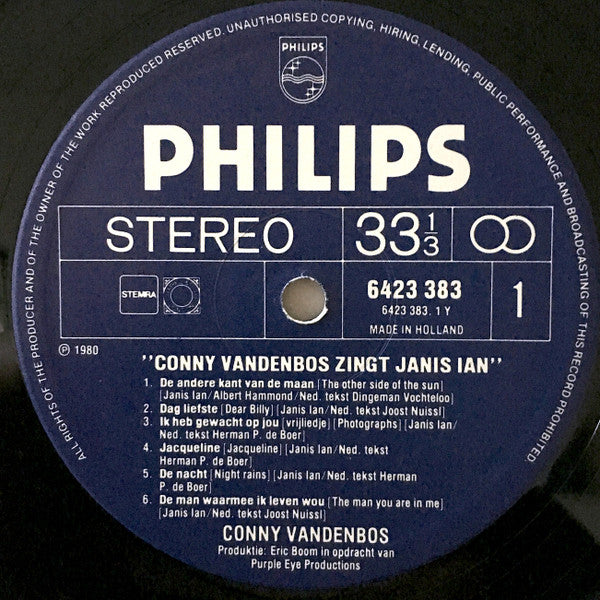 ALL RIGHTS OF THE PRODUCER AND OF THE OWNER OF THE WORK REPRODUCED RESERVED. UNAUTHORISED COPYING, HIRING, LENDING, PUBLIC PERFORMANCE AND BROADCASTING OF THIS RECORD PROHIBITED.
PHILIPS
PHILIPS
STEREO 33 1/3
STEMRA
6423 383 1
6423 383. 1 Y
MADE IN HOLLAND
Ⓟ 1980
"CONNY VANDENBOS ZINGT JANIS IAN"
1. De andere kant van de maan [The other side of the sun]
[Janis Ian/Albert Hammond/Ned. tekst Dingeman Vochteloo]
2. Dag liefste [Dear Billy] [Janis Ian/Ned. tekst Joost Nuissl]
3. Ik heb gewacht op jou [vrijliedje] [Photographs] [Janis Ian/
Ned. tekst Herman P. de Boer]
4. Jacqueline [Jacqueline] [Janis Ian/Ned. tekst
Herman P. de Boer]
5. De nacht [Night rains] [Janis Ian/Ned. tekst Herman
P. de Boer]
6. De man waarmee ik leven wou [The man you are in me]
[Janis Ian/Ned. tekst Joost Nuissl]
CONNY VANDENBOS
Produktie: Eric Boom in opdracht van
Purple Eye Productions